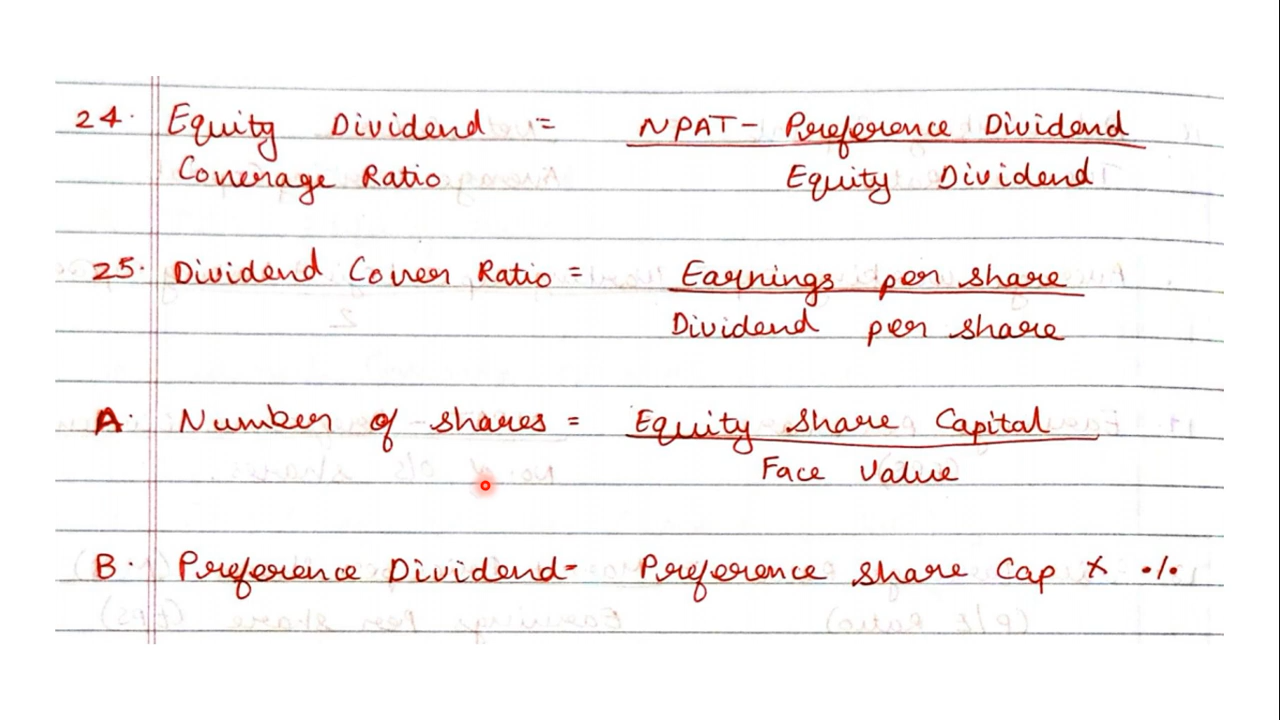 24. Equity Dividend = NPAT - Preference Dividend
Coverage Ratio Equity Dividend
25. Dividend Cover Ratio = Earnings per share
Dividend per share
A. Number of shares = Equity Share Capital
Face Value
B. Preference Dividend = Preference share Cap × %